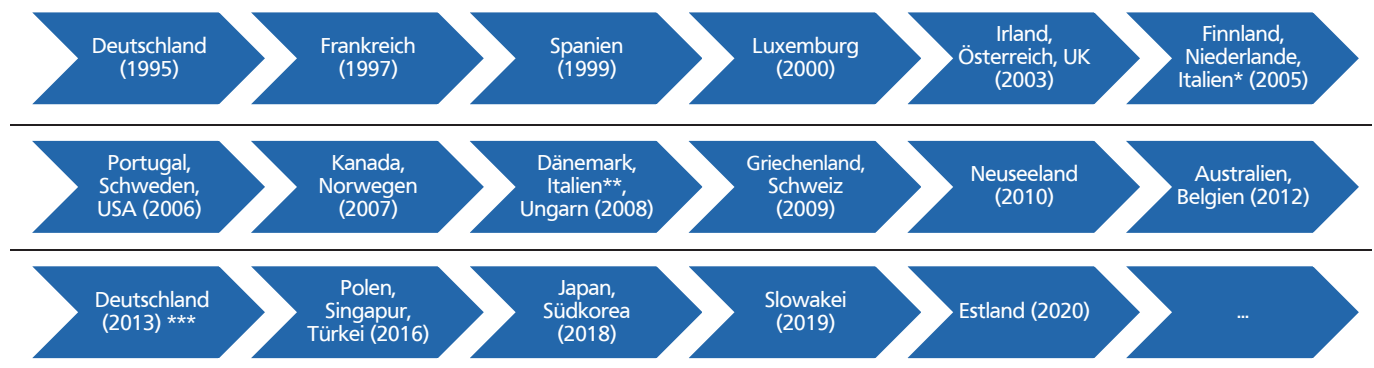 Deutschland
(1995)
Frankreich
(1997)
Spanien
(1999)
Luxemburg
(2000)
Irland,
Österreich, UK
(2003)
Finnland,
Niederlande,
Italien* (2005)
Portugal,
Schweden,
USA (2006)
Kanada,
Norwegen
(2007)
Dänemark,
Italien**,
Ungarn (2008)
Griechenland,
Schweiz
(2009)
Neuseeland
(2010)
Australien,
Belgien (2012)
Deutschland
(2013) ***
Polen,
Singapur,
Türkei (2016)
Japan,
Südkorea
(2018)
Slowakei
(2019)
Estland (2020)
...